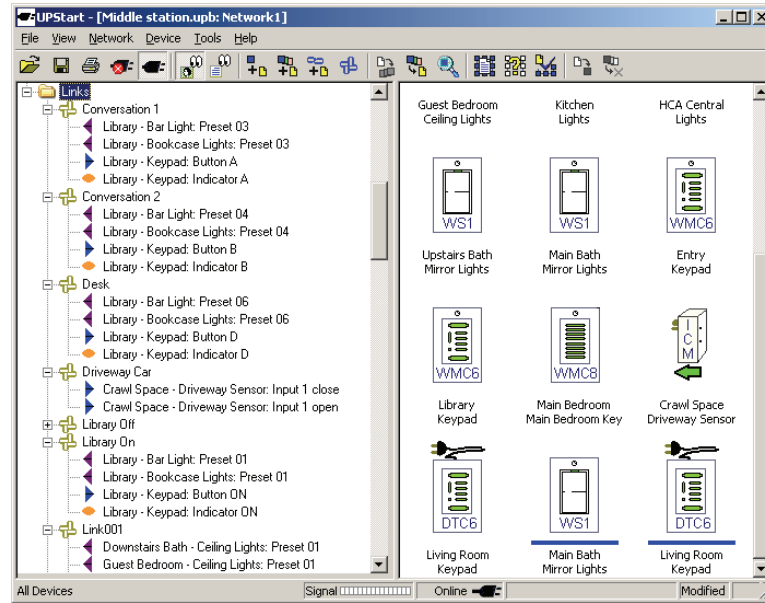 UPStart - [Middle station.upb: Network1]
File View Network Device Tools Help
Links
Conversation 1
Library - Bar Light: Preset 03
Library - Bookcase Lights: Preset 03
Library - Keypad: Button A
Library - Keypad: Indicator A
Conversation 2
Library - Bar Light: Preset 04
Library - Bookcase Lights: Preset 04
Library - Keypad: Button B
Library - Keypad: Indicator B
Desk
Library - Bar Light: Preset 06
Library - Bookcase Lights: Preset 06
Library - Keypad: Button D
Library - Keypad: Indicator D
Driveway Car
Crawl Space - Driveway Sensor: Input 1 close
Crawl Space - Driveway Sensor: Input 1 open
Library Off
Library On
Library - Bar Light: Preset 01
Library - Bookcase Lights: Preset 01
Library - Keypad: Button ON
Library - Keypad: Indicator ON
Link001
Downstairs Bath - Ceiling Lights: Preset 01
Guest Bedroom - Ceiling Lights: Preset 01
Guest Bedroom
Ceiling Lights
Kitchen
Lights
HCA Central
Lights
WS1
WS1
WMC6
Upstairs Bath
Mirror Lights
Main Bath
Mirror Lights
Entry
Keypad
WMC6
WMC8
ICM
Library
Keypad
Main Bedroom
Main Bedroom Key
Crawl Space
Driveway Sensor
DTC6
WS1
DTC6
Living Room
Keypad
Main Bath
Mirror Lights
Living Room
Keypad
All Devices
Signal
Online
Modified